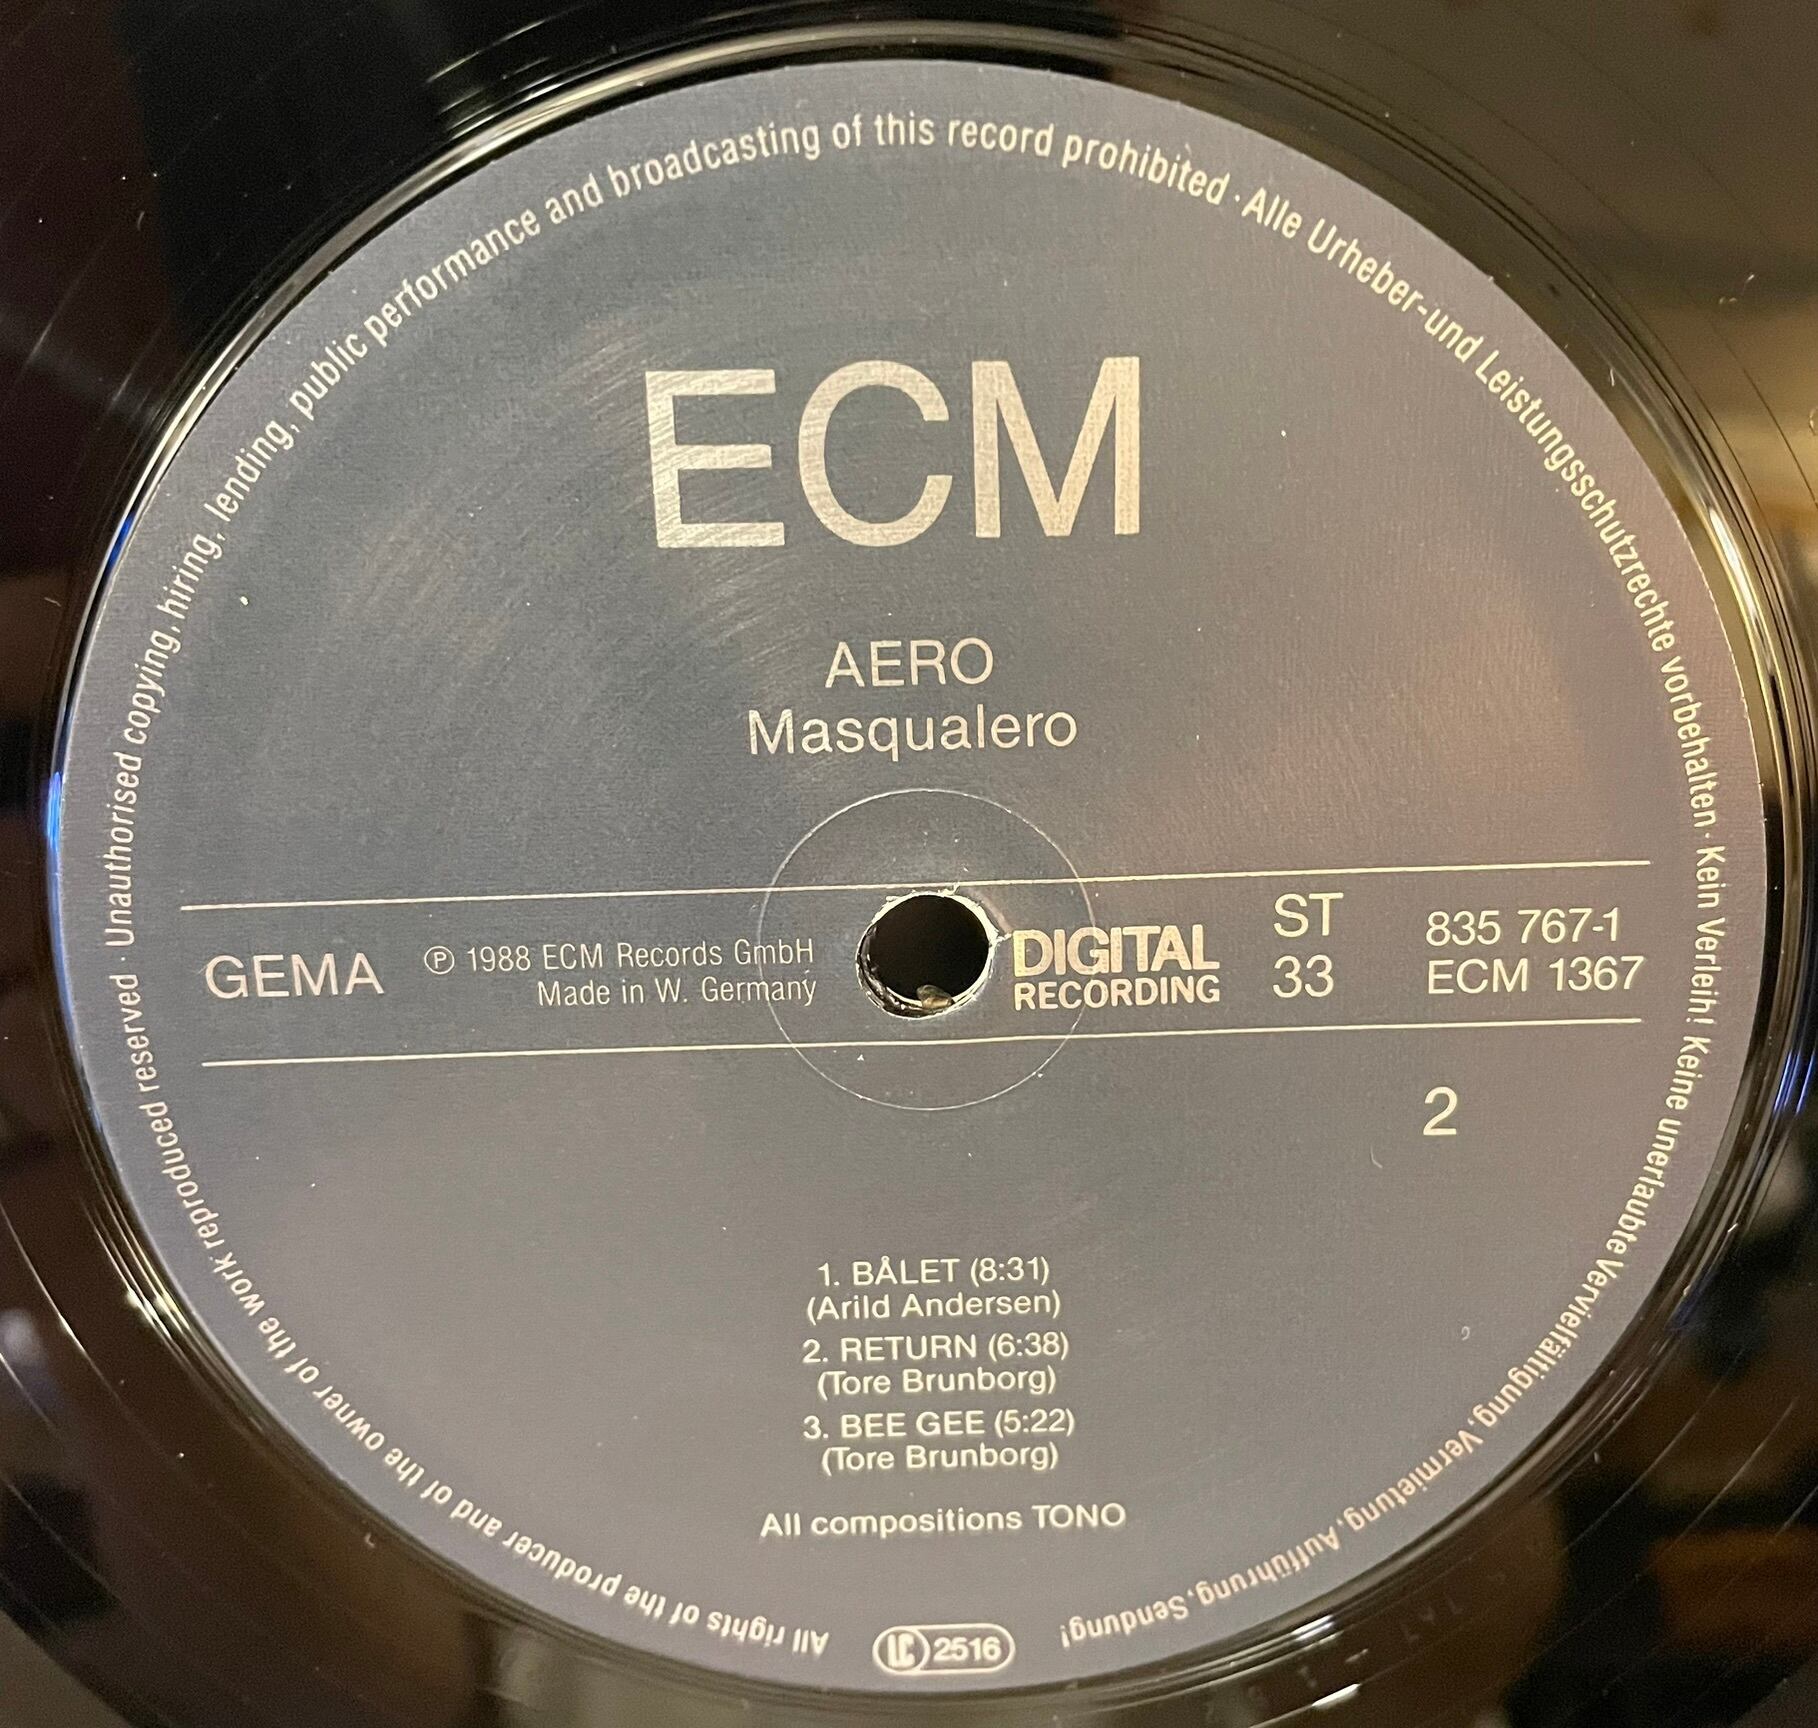 All rights of the producer and of the owner of the work reproduced reserved · Unauthorised copying, hiring, lending, public performance and broadcasting of this record prohibited · Alle Urheber- und Leistungsschutzrechte vorbehalten · Kein Verleih! Keine unerlaubte Vervielfältigung, Vermietung, Aufführung, Sendung!
ECM
AERO
Masqualero
GEMA
℗ 1988 ECM Records GmbH
Made in W. Germany
DIGITAL
RECORDING
ST
33
835 767-1
ECM 1367
2
1. BÅLET (8:31)
(Arild Andersen)
2. RETURN (6:38)
(Tore Brunborg)
3. BEE GEE (5:22)
(Tore Brunborg)
All compositions TONO
LC 2516